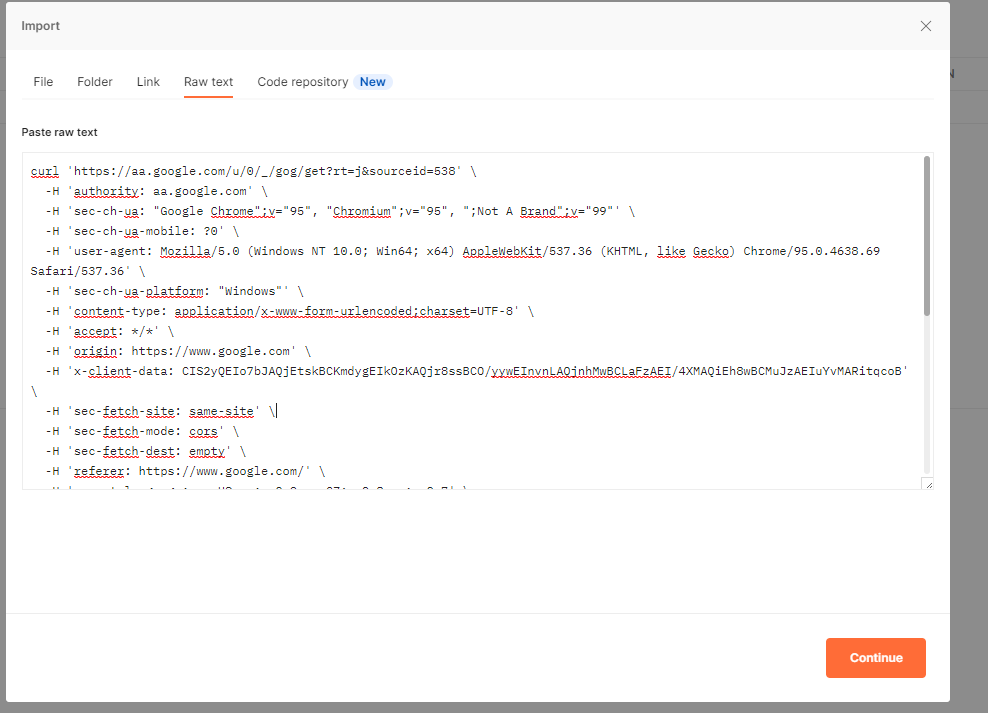 Import
N
File Folder Link Raw text Code repository New
Paste raw text
curl 'https://aa.google.com/u/0/_/gog/get?rt=j&sourceid=538' \
-H 'authority: aa.google.com' \
-H 'sec-ch-ua: "Google Chrome";v="95", "Chromium";v="95", ";Not A Brand";v="99"' \
-H 'sec-ch-ua-mobile: ?0' \
-H 'user-agent: Mozilla/5.0 (Windows NT 10.0; Win64; x64) AppleWebKit/537.36 (KHTML, like Gecko) Chrome/95.0.4638.69
Safari/537.36' \
-H 'sec-ch-ua-platform: "Windows"' \
-H 'content-type: application/x-www-form-urlencoded;charset=UTF-8' \
-H 'accept: */*' \
-H 'origin: https://www.google.com' \
-H 'x-client-data: CIS2yQEIo7bJAQjEtskBCKmdygEIkOzKAQjr8ssBCO/yywEInvnLAQjnhMwBCLaFzAEI/4XMAQiEh8wBCMuJzAEIuYvMARitqcoB'
\
-H 'sec-fetch-site: same-site' \
-H 'sec-fetch-mode: cors' \
-H 'sec-fetch-dest: empty' \
-H 'referer: https://www.google.com/' \
Continue